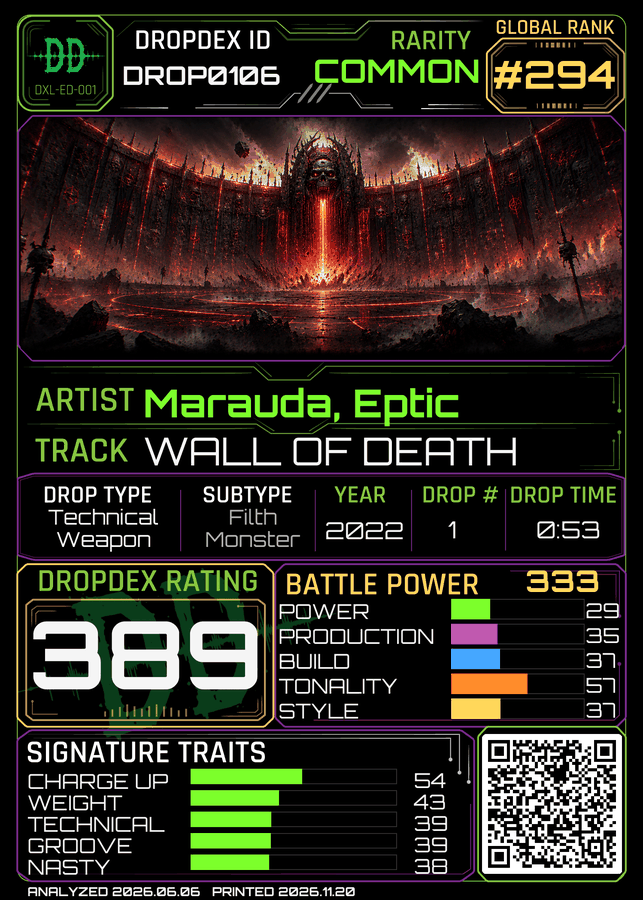 DD
DXL-ED-001
DROPDEX ID
DROP0106
RARITY
COMMON
GLOBAL RANK
#294
ARTIST Marauda, Eptic
TRACK WALL OF DEATH
DROP TYPE
Technical
Weapon
SUBTYPE
Filth
Monster
YEAR
2022
DROP #
1
DROP TIME
0:53
DROPDEX RATING
389
BATTLE POWER 333
POWER 29
PRODUCTION 35
BUILD 37
TONALITY 57
STYLE 37
SIGNATURE TRAITS
CHARGE UP 54
WEIGHT 43
TECHNICAL 39
GROOVE 39
NASTY 38
ANALYZED 2026.06.06 PRINTED 2026.11.20